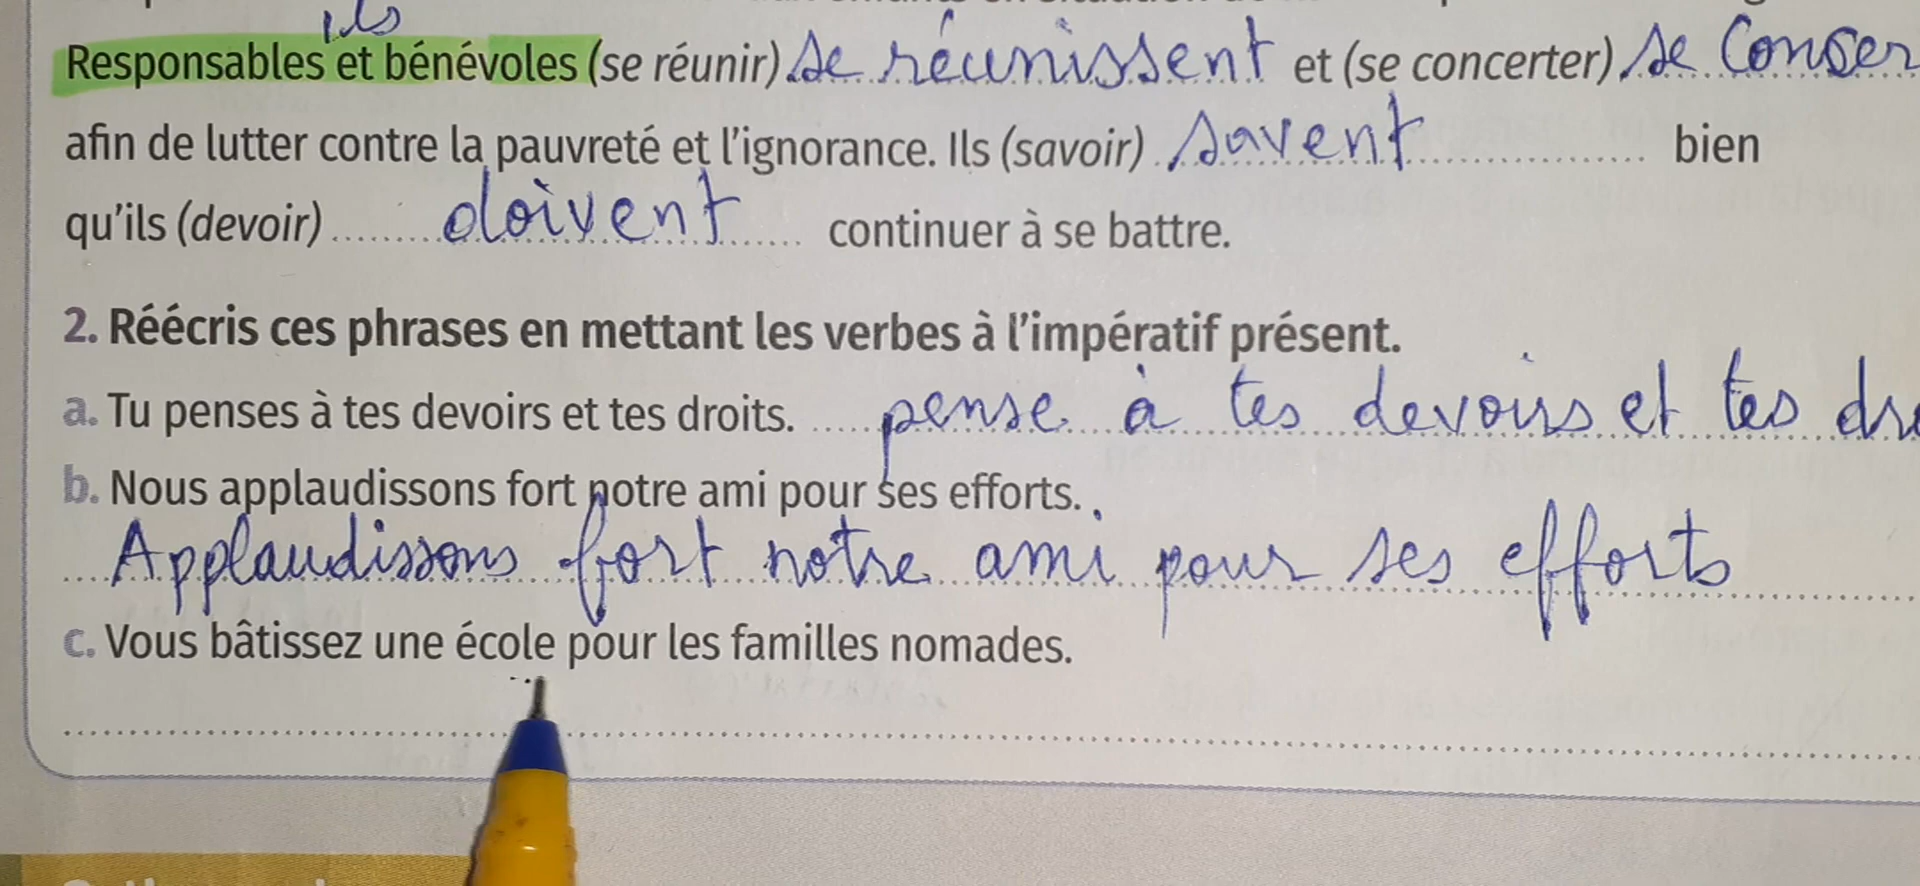 ils
Responsables et bénévoles (se réunir) se réunissent et (se concerter) se
afin de lutter contre la pauvreté et l'ignorance. Ils (savoir) savent bien
qu'ils (devoir) doivent continuer à se battre.
2. Réécris ces phrases en mettant les verbes à l'impératif présent.
a. Tu penses à tes devoirs et tes droits. pense à tes devoirs et tes
b. Nous applaudissons fort notre ami pour ses efforts.
Applaudissons fort notre ami pour ses efforts
c. Vous bâtissez une école pour les familles nomades.